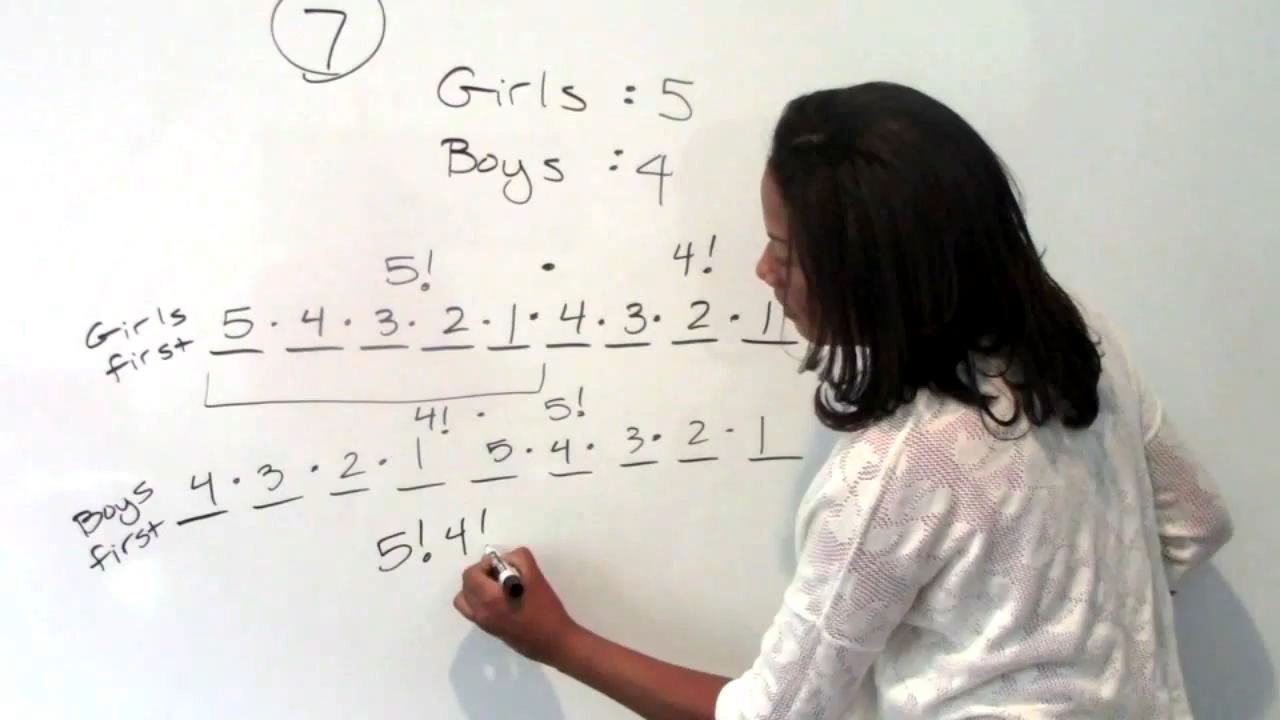 7
Girls : 5
Boys : 4
5! · 4!
Girls first 5 · 4 · 3 · 2 · 1 · 4 · 3 · 2 · 1
4! · 5!
Boys first 4 · 3 · 2 · 1 5 · 4 · 3 · 2 · 1
5! 4!